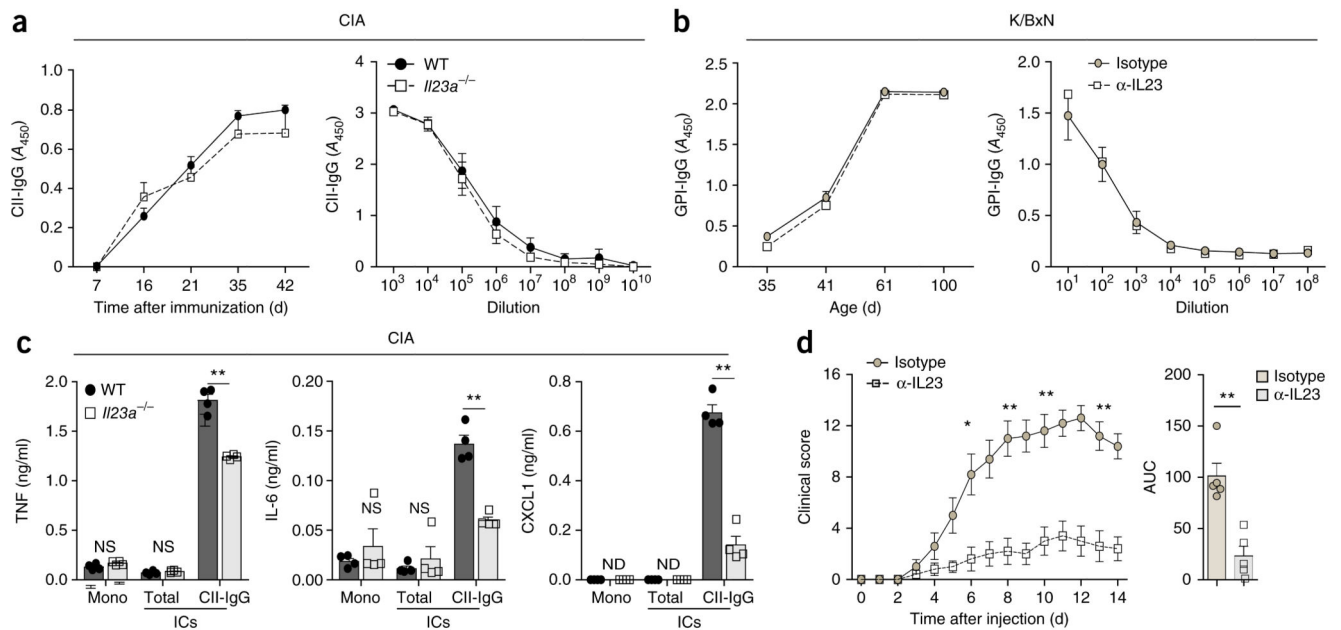 a
CIA
WT
Il23a−/−
CII-IgG (A450)
1.0
0.8
0.6
0.4
0.2
0
7 16 21 35 42
Time after immunization (d)
CII-IgG (A450)
4
3
2
1
0
10³ 10⁴ 10⁵ 10⁶ 10⁷ 10⁸ 10⁹ 10¹⁰
Dilution
b
K/BxN
GPI-IgG (A450)
2.5
2.0
1.5
1.0
0.5
0
35 41 61 100
Age (d)
Isotype
α-IL23
GPI-IgG (A450)
2.0
1.5
1.0
0.5
0
10¹ 10² 10³ 10⁴ 10⁵ 10⁶ 10⁷ 10⁸
Dilution
c
CIA
WT
Il23a−/−
TNF (ng/ml)
2.0
1.5
1.0
0.5
0
NS NS **
Mono Total CII-IgG
ICs
IL-6 (ng/ml)
0.20
0.15
0.10
0.05
0.00
NS NS **
Mono Total CII-IgG
ICs
CXCL1 (ng/ml)
0.8
0.6
0.4
0.2
0
ND ND **
Mono Total CII-IgG
ICs
d
Isotype
α-IL23
Clinical score
16
12
8
4
0
* ** ** **
0 2 4 6 8 10 12 14
Time after injection (d)
Isotype
α-IL23
AUC
200
150
100
50
0
**